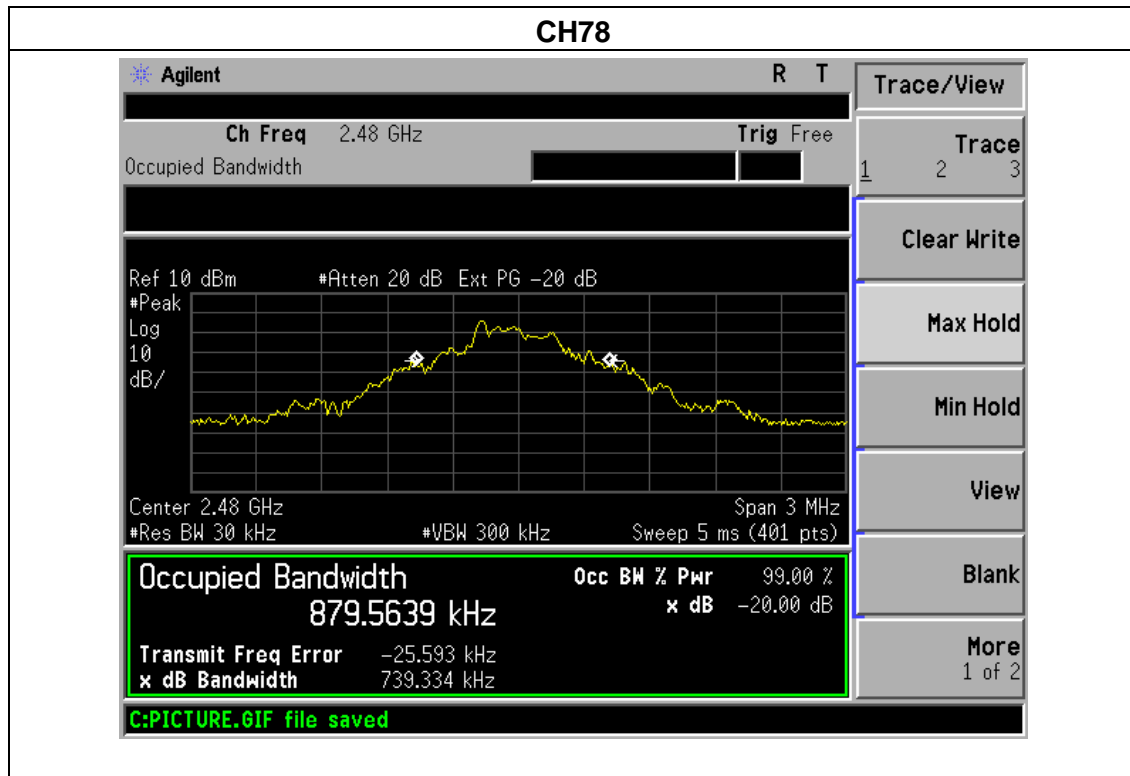 CH78
Agilent R T
Trace/View
Ch Freq 2.48 GHz Trig Free
Occupied Bandwidth
Trace
1 2 3
Clear Write
Ref 10 dBm #Atten 20 dB Ext PG -20 dB
#Peak
Log
10
dB/
Max Hold
Min Hold
View
Center 2.48 GHz Span 3 MHz
#Res BW 30 kHz #VBW 300 kHz Sweep 5 ms (401 pts)
Occupied Bandwidth
879.5639 kHz
Occ BW % Pwr 99.00 %
x dB -20.00 dB
Blank
Transmit Freq Error -25.593 kHz
x dB Bandwidth 739.334 kHz
More
1 of 2
C:PICTURE.GIF file saved